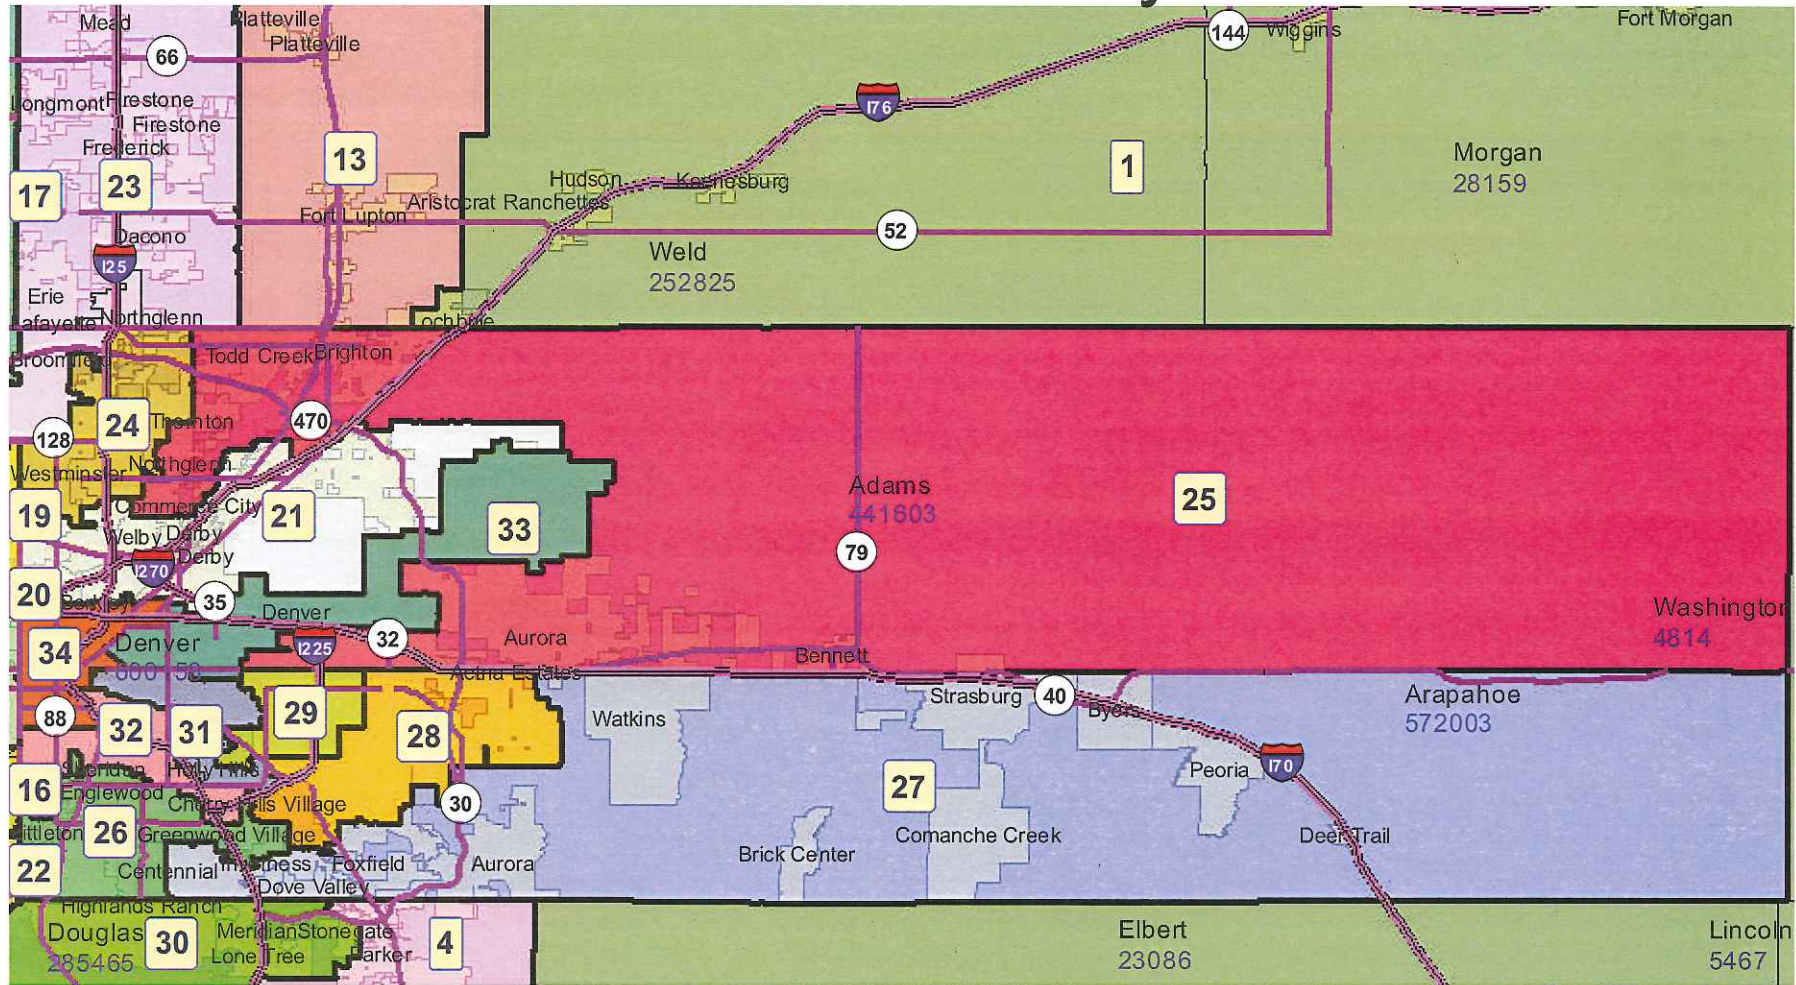 Mead
Platteville
144
Wiggins
Fort Morgan
66
Platteville
I76
Longmont
Firestone
Firestone
Frederick
13
1
Morgan
28159
17
23
Hudson
Keenesburg
Aristocrat Ranchettes
Fort Lupton
Dacono
52
Weld
252825
I25
Erie
Lafayette
Northglenn
Todd Creek
Brighton
24
Thornton
470
128
Westminster
Northglenn
Adams
441603
25
19
Commerce City
21
33
Welby
Derby
Derby
79
I270
20
35
Denver
Washington
4814
32
34
Denver
I225
Aurora
Bennett
Aetna Estates
Strasburg
40
Byers
Arapahoe
572003
88
32
31
29
28
Watkins
Sheridan
Holly Hills
16
Englewood
27
Peoria
I70
Cherry Hills Village
30
26
Greenwood Village
Comanche Creek
Deer Trail
22
Centennial
Foxfield
Aurora
Brick Center
Dove Valley
Highlands Ranch
Douglas
285465
30
Meridian
Stonegate
Lone Tree
Parker
4
Elbert
23086
Lincoln
5467